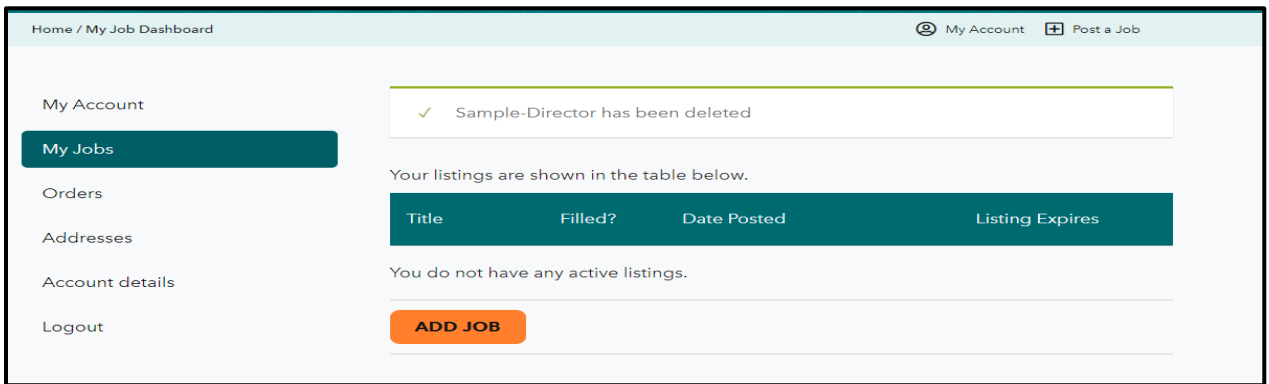 Home / My Job Dashboard
My Account
Post a Job
My Account
My Jobs
Orders
Addresses
Account details
Logout
Sample-Director has been deleted
Your listings are shown in the table below.
Title Filled? Date Posted Listing Expires
You do not have any active listings.
ADD JOB